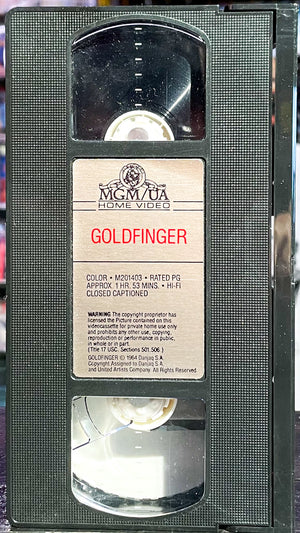 MGM/UA
HOME VIDEO
GOLDFINGER
COLOR • M201403 • RATED PG
APPROX. 1 HR. 53 MINS. • HI-FI
CLOSED CAPTIONED
WARNING The copyright proprietor has
licensed the Picture contained on this
videocassette for private home use only
and prohibits any other use, copying,
reproduction or performance in public,
in whole or in part.
(Title 17 USC. Sections 501, 506)
GOLDFINGER © 1964 Danjaq S.A.
Copyright Assigned to Danjaq S.A.
and United Artists Company. All Rights Reserved.